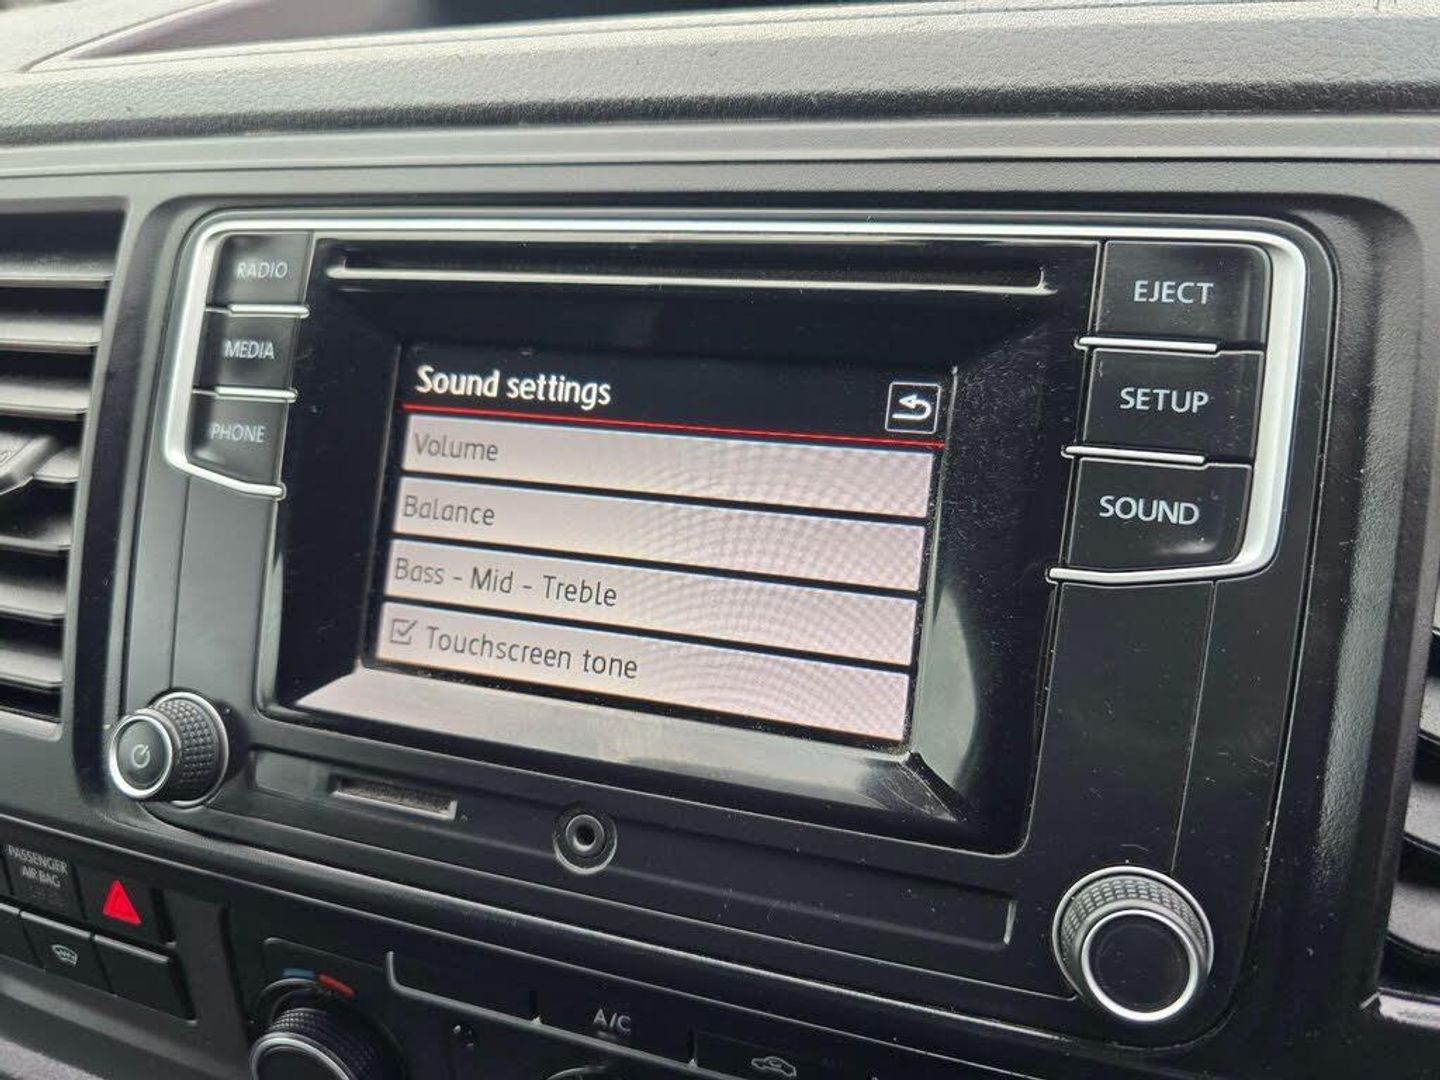 RADIO
MEDIA
PHONE
EJECT
SETUP
SOUND
Sound settings
Volume
Balance
Bass - Mid - Treble
Touchscreen tone
PASSENGER
AIR BAG
A/C